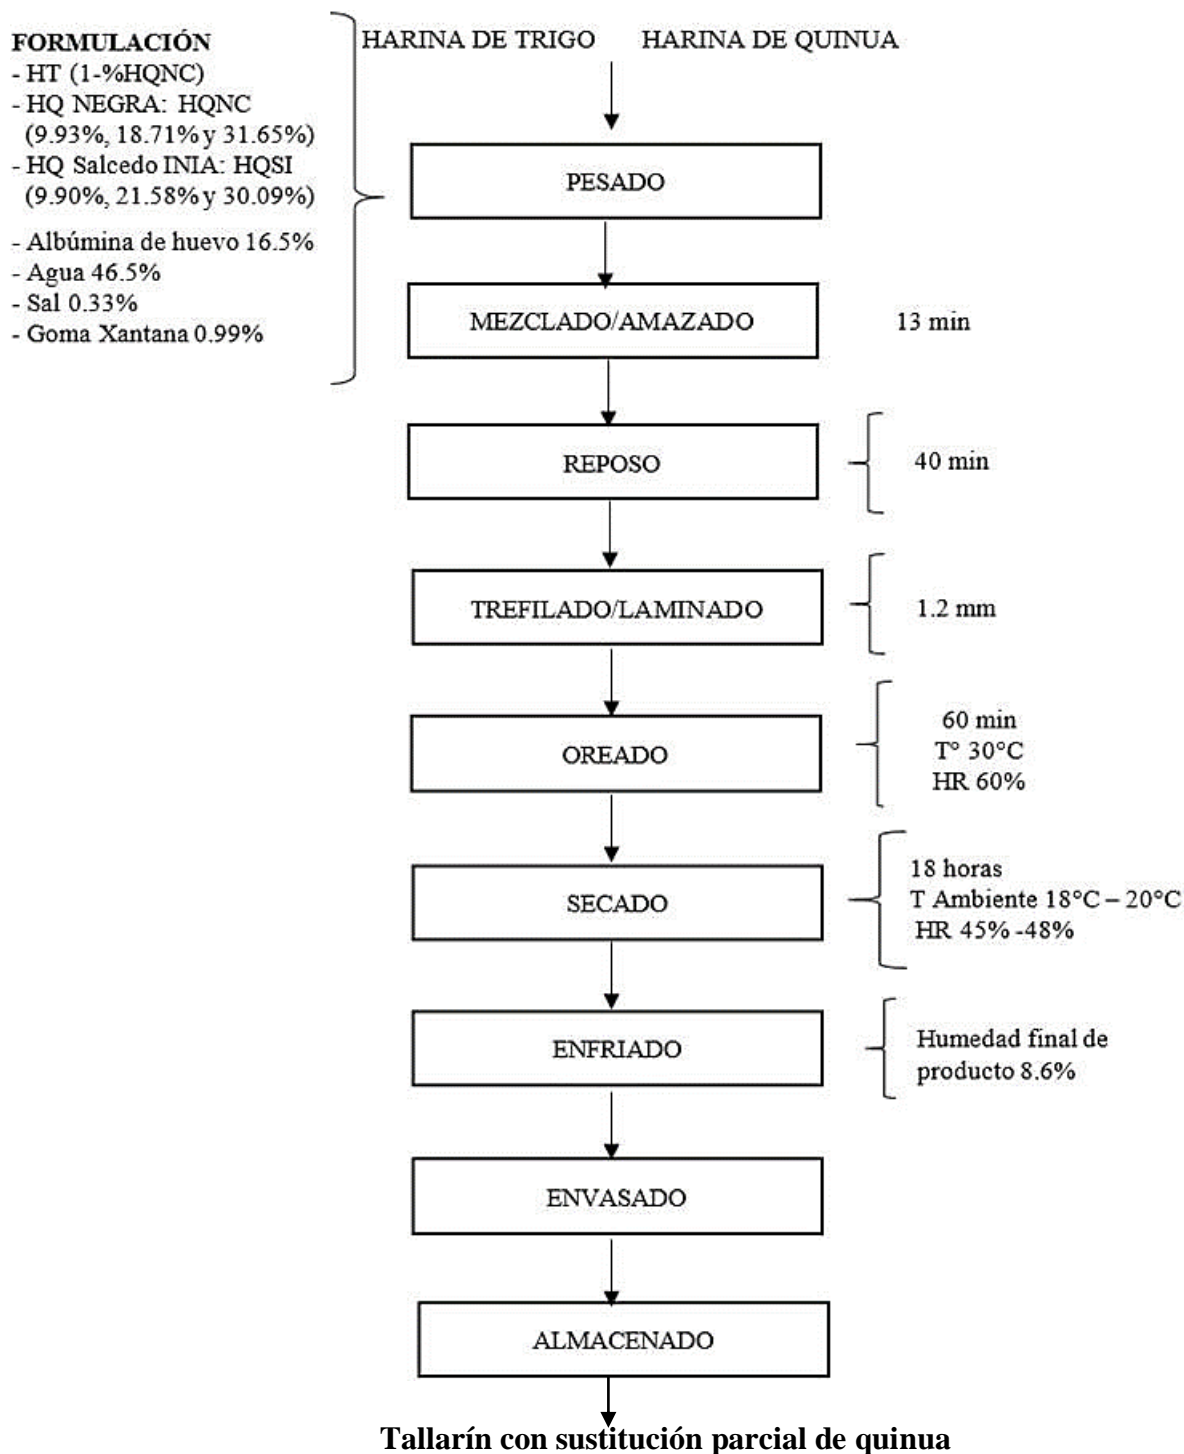 FORMULACIÓN
- HT (1-%HQNC)
- HQ NEGRA: HQNC
(9.93%, 18.71% y 31.65%)
- HQ Salcedo INIA: HQSI
(9.90%, 21.58% y 30.09%)
- Albúmina de huevo 16.5%
- Agua 46.5%
- Sal 0.33%
- Goma Xantana 0.99%
HARINA DE TRIGO HARINA DE QUINUA
PESADO
MEZCLADO/AMAZADO
13 min
REPOSO
40 min
TREFILADO/LAMINADO
1.2 mm
OREADO
60 min
T° 30°C
HR 60%
SECADO
18 horas
T Ambiente 18°C – 20°C
HR 45% -48%
ENFRIADO
Humedad final de
producto 8.6%
ENVASADO
ALMACENADO
Tallarín con sustitución parcial de quinua